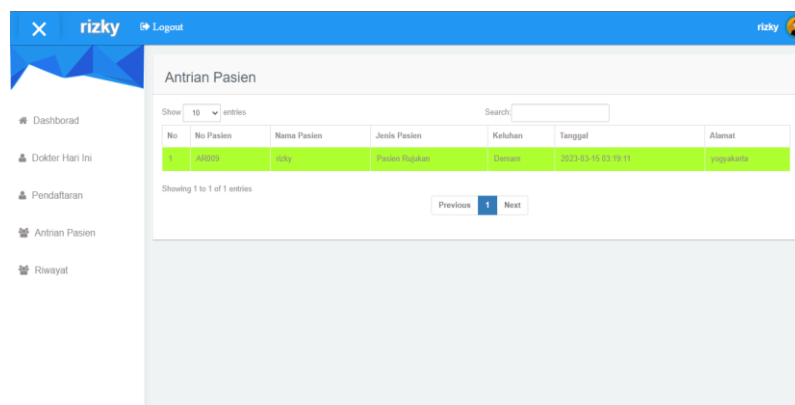 rizky Logout rizky
Antrian Pasien
Show 10 entries Search:
Dashborad
No No Pasien Nama Pasien Jenis Pasien Keluhan Tanggal Alamat
1 AR009 rizky Pasien Rujukan Demam 2023-03-15 03:19:11 yogyakarta
Dokter Hari Ini
Showing 1 to 1 of 1 entries
Pendaftaran
Previous 1 Next
Antrian Pasien
Riwayat